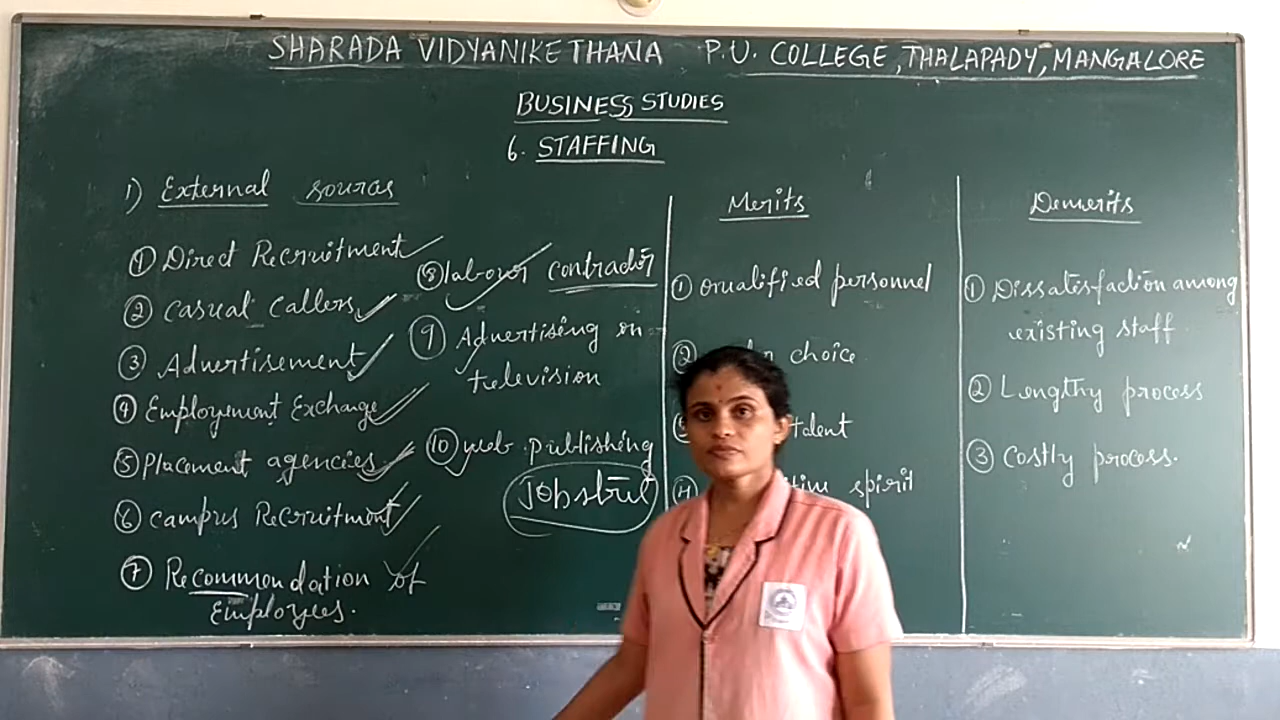 SHARADA VIDYANIKETHANA P.U. COLLEGE, THALAPADY, MANGALORE
BUSINESS STUDIES
6. STAFFING
1) External sources
① Direct Recruitment
② Casual Callers
③ Advertisement
④ Employement Exchange
⑤ Placement agencies
⑥ Campus Recruitment
⑦ Recommendation of
Employees.
⑧ labour contractor
⑨ Advertising on
television
⑩ web publishing
Merits
① Qualified personnel
② choice
spirit
Demerits
① Dissatisfaction among
existing staff
② Lengthy process
③ Costly process.